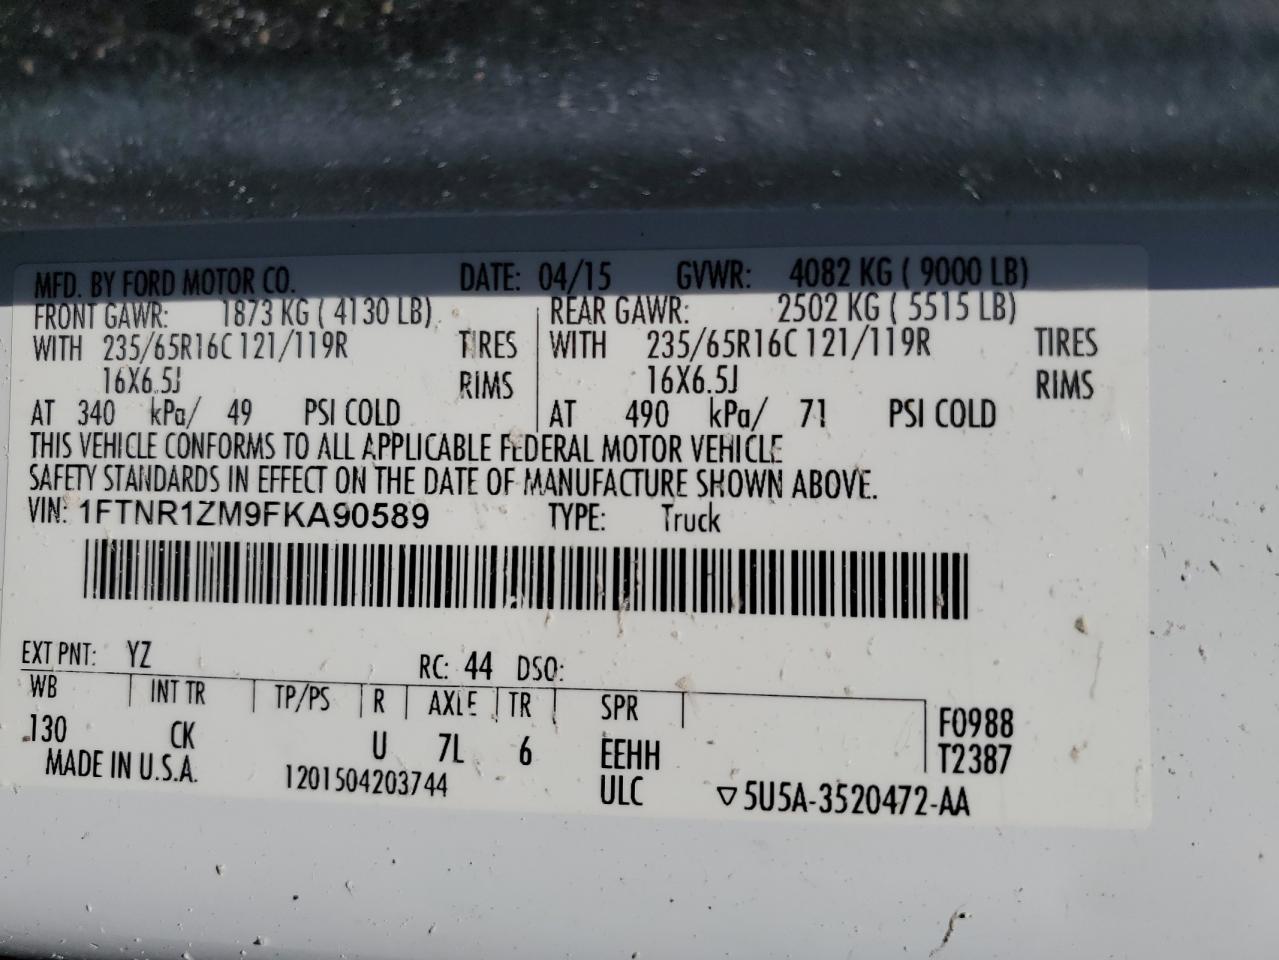 MFD. BY FORD MOTOR CO. DATE: 04/15 GVWR: 4082 KG ( 9000 LB)
FRONT GAWR: 1873 KG ( 4130 LB) REAR GAWR: 2502 KG ( 5515 LB)
WITH 235/65R16C 121/119R TIRES WITH 235/65R16C 121/119R TIRES
16X6.5J RIMS 16X6.5J RIMS
AT 340 kPa/ 49 PSI COLD AT 490 kPa/ 71 PSI COLD
THIS VEHICLE CONFORMS TO ALL APPLICABLE FEDERAL MOTOR VEHICLE
SAFETY STANDARDS IN EFFECT ON THE DATE OF MANUFACTURE SHOWN ABOVE.
VIN: 1FTNR1ZM9FKA90589 TYPE: Truck
EXT PNT: YZ RC: 44 DSO:
WB INT TR TP/PS R AXLE TR SPR F0988
130 CK U 7L 6 EEHH T2387
MADE IN U.S.A. 1201504203744 ULC ▽5U5A-3520472-AA